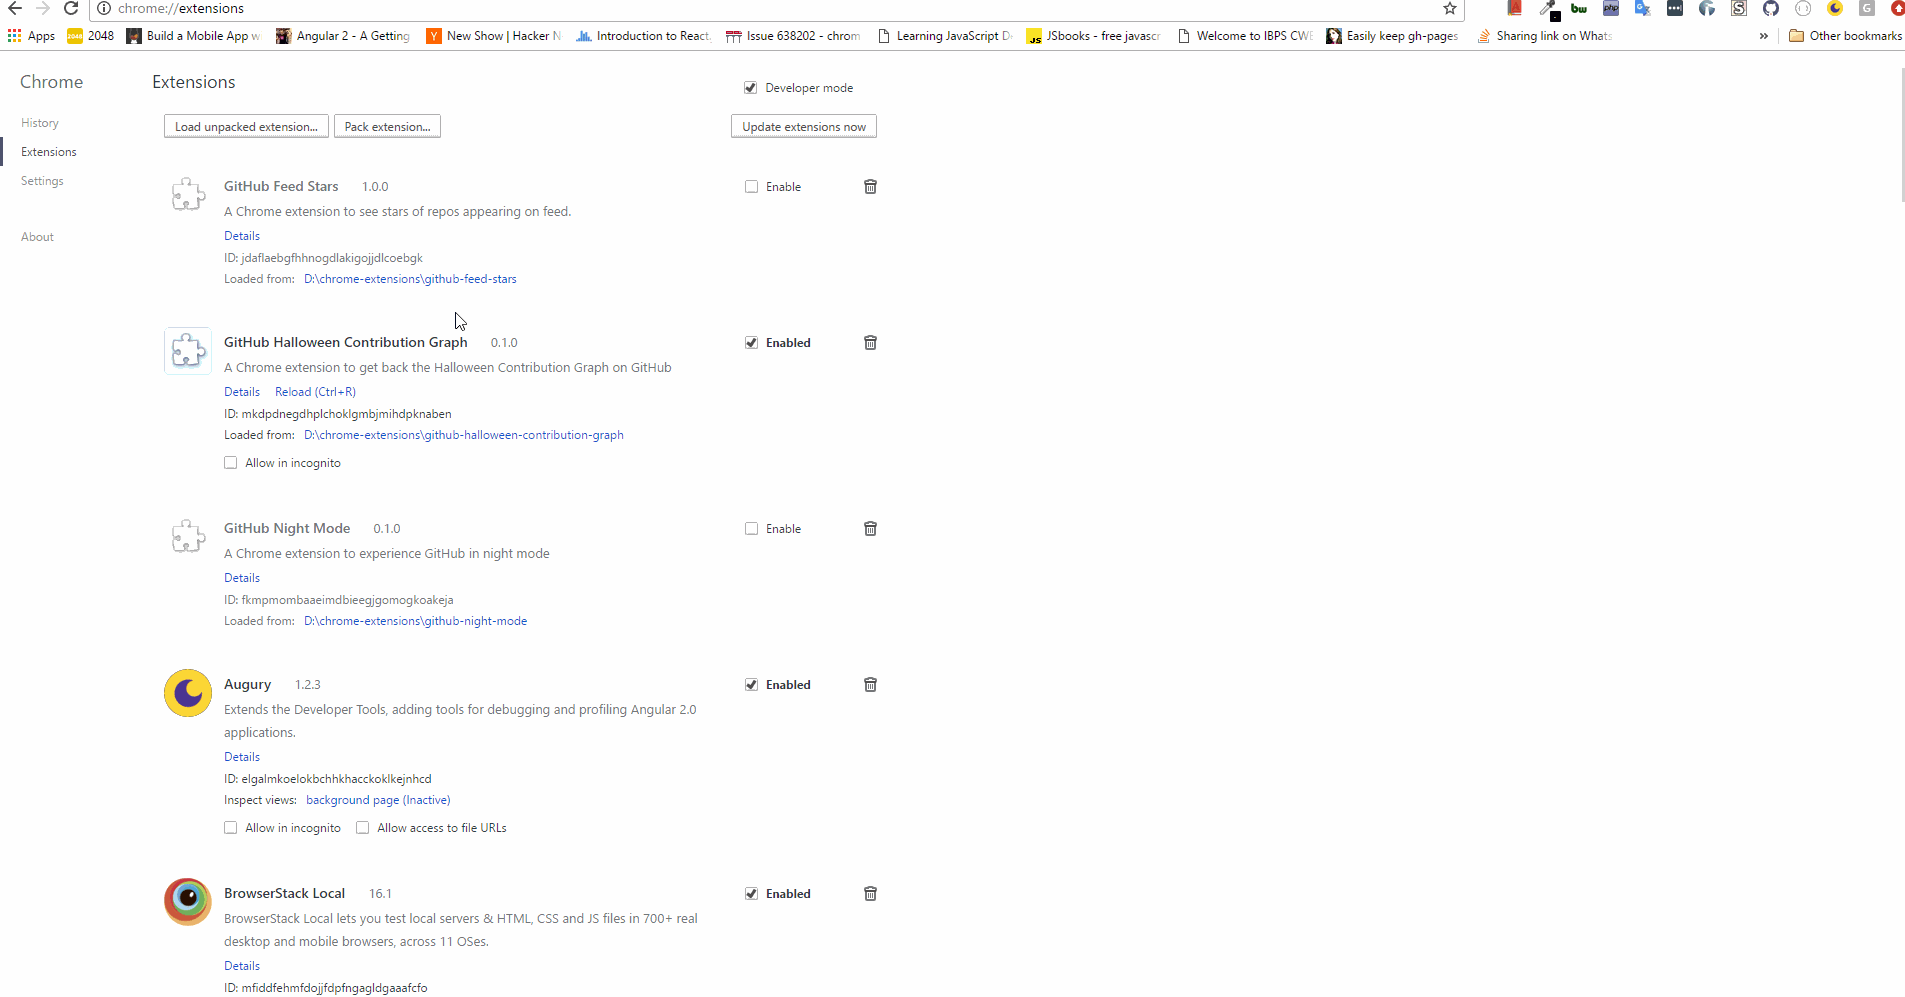 chrome://extensions
Apps 2048 Build a Mobile App w Angular 2 - A Getting New Show | Hacker N Introduction to React. Issue 638202 - chrom Learning JavaScript D JSbooks - free javascr Welcome to IBPS CWE Easily keep gh-pages Sharing link on Whats » Other bookmarks
Chrome
Extensions
Developer mode
History
Load unpacked extension... Pack extension... Update extensions now
Extensions
Settings
About
GitHub Feed Stars 1.0.0 Enable
A Chrome extension to see stars of repos appearing on feed.
Details
ID: jdaflaebgfhhnogdlakigojjdlcoebgk
Loaded from: D:\chrome-extensions\github-feed-stars
GitHub Halloween Contribution Graph 0.1.0 Enabled
A Chrome extension to get back the Halloween Contribution Graph on GitHub
Details Reload (Ctrl+R)
ID: mkdpdnegdhplchoklgmbjmihdpknaben
Loaded from: D:\chrome-extensions\github-halloween-contribution-graph
Allow in incognito
GitHub Night Mode 0.1.0 Enable
A Chrome extension to experience GitHub in night mode
Details
ID: fkmpmombaaeimdbieegjgomogkoakeja
Loaded from: D:\chrome-extensions\github-night-mode
Augury 1.2.3 Enabled
Extends the Developer Tools, adding tools for debugging and profiling Angular 2.0
applications.
Details
ID: elgalmkoelokbchhkhacckoklkejnhcd
Inspect views: background page (Inactive)
Allow in incognito Allow access to file URLs
BrowserStack Local 16.1 Enabled
BrowserStack Local lets you test local servers & HTML, CSS and JS files in 700+ real
desktop and mobile browsers, across 11 OSes.
Details
ID: mfiddfehmfdojjfdpfngagldgaaafcfo